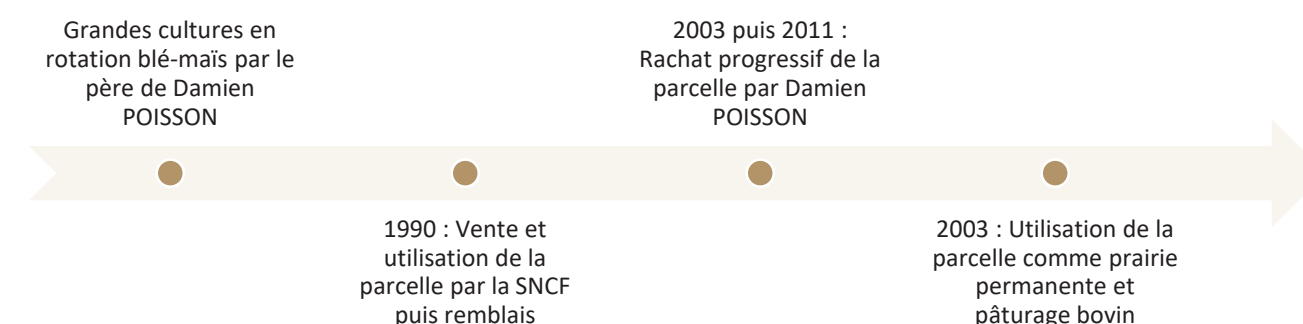 Grandes cultures en
rotation blé-maïs par le
père de Damien
POISSON
1990 : Vente et
utilisation de la
parcelle par la SNCF
puis remblais
2003 puis 2011 :
Rachat progressif de la
parcelle par Damien
POISSON
2003 : Utilisation de la
parcelle comme prairie
permanente et
pâturage bovin